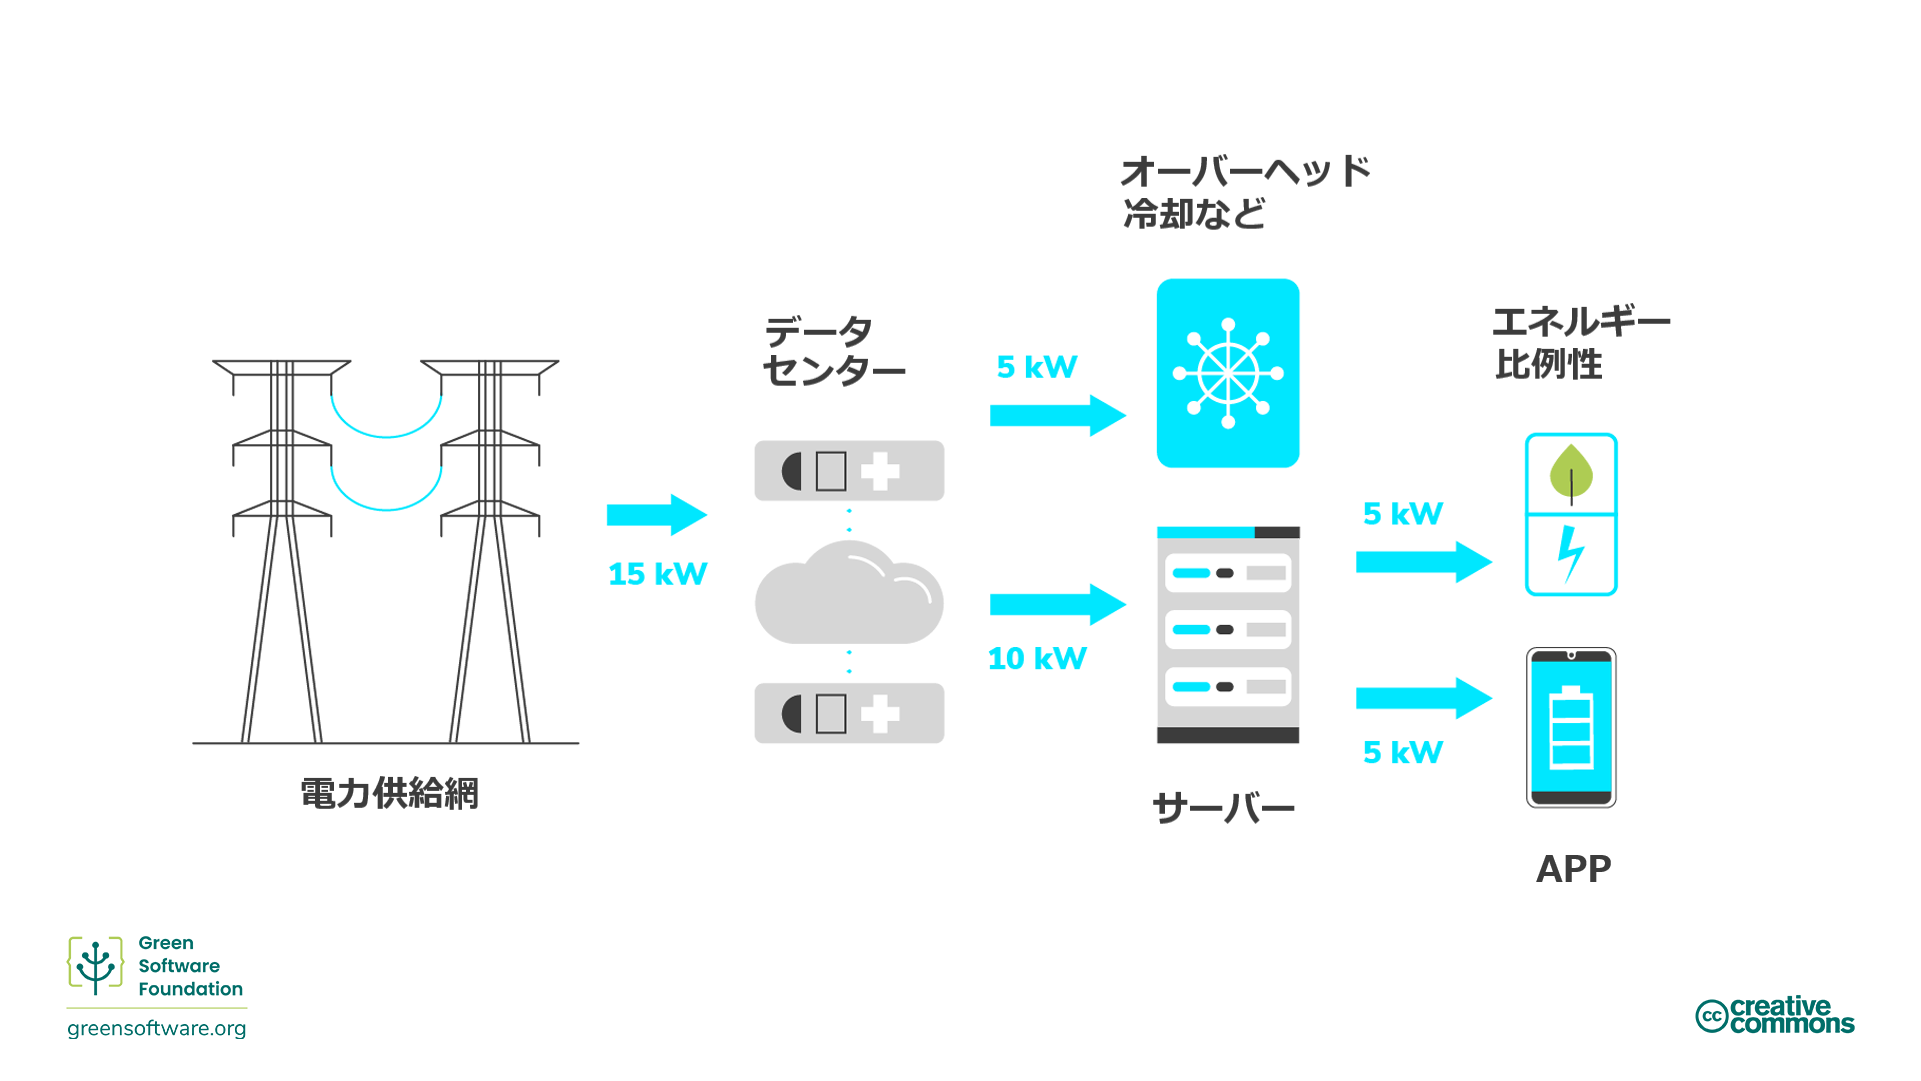 オーバーヘッド
冷却など
データ
センター
エネルギー
比例性
5 kW
5 kW
15 kW
10 kW
5 kW
電力供給網
サーバー
APP
Green
Software
Foundation
greensoftware.org
cc creative
commons